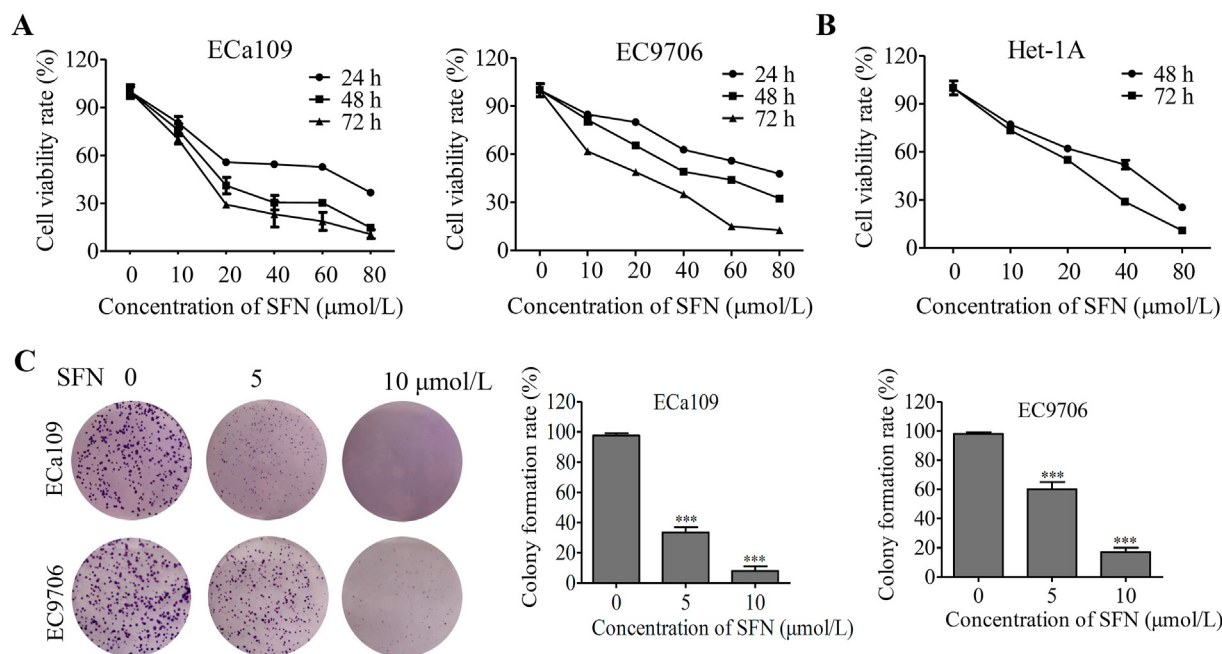 A
ECa109
Cell viability rate (%)
120
90
60
30
0
24 h
48 h
72 h
0 10 20 40 60 80
Concentration of SFN (μmol/L)
EC9706
Cell viability rate (%)
120
90
60
30
0
24 h
48 h
72 h
0 10 20 40 60 80
Concentration of SFN (μmol/L)
B
Het-1A
Cell viability rate (%)
120
90
60
30
0
48 h
72 h
0 10 20 40 80
Concentration of SFN (μmol/L)
C
SFN 0 5 10 μmol/L
ECa109
EC9706
ECa109
Colony formation rate (%)
120
100
80
60
40
20
0
***
***
0 5 10
Concentration of SFN (μmol/L)
EC9706
Colony formation rate (%)
120
100
80
60
40
20
0
***
***
0 5 10
Concentration of SFN (μmol/L)